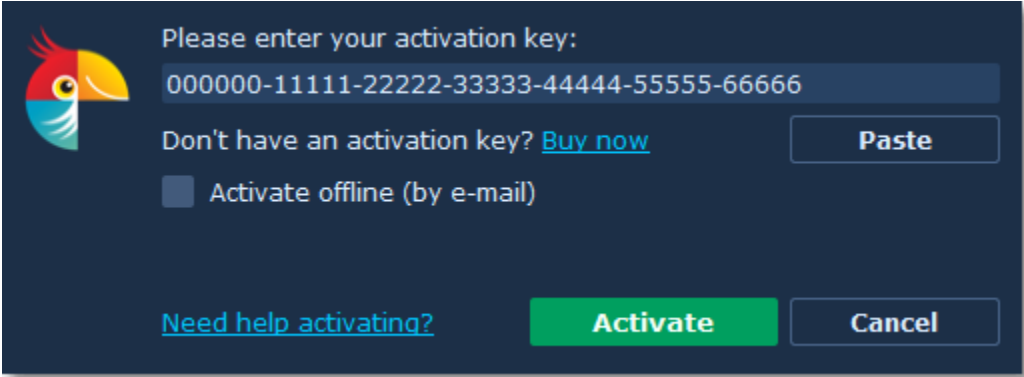 Please enter your activation key:
000000-11111-22222-33333-44444-55555-66666
Don't have an activation key? Buy now
Paste
Activate offline (by e-mail)
Need help activating?
Activate
Cancel